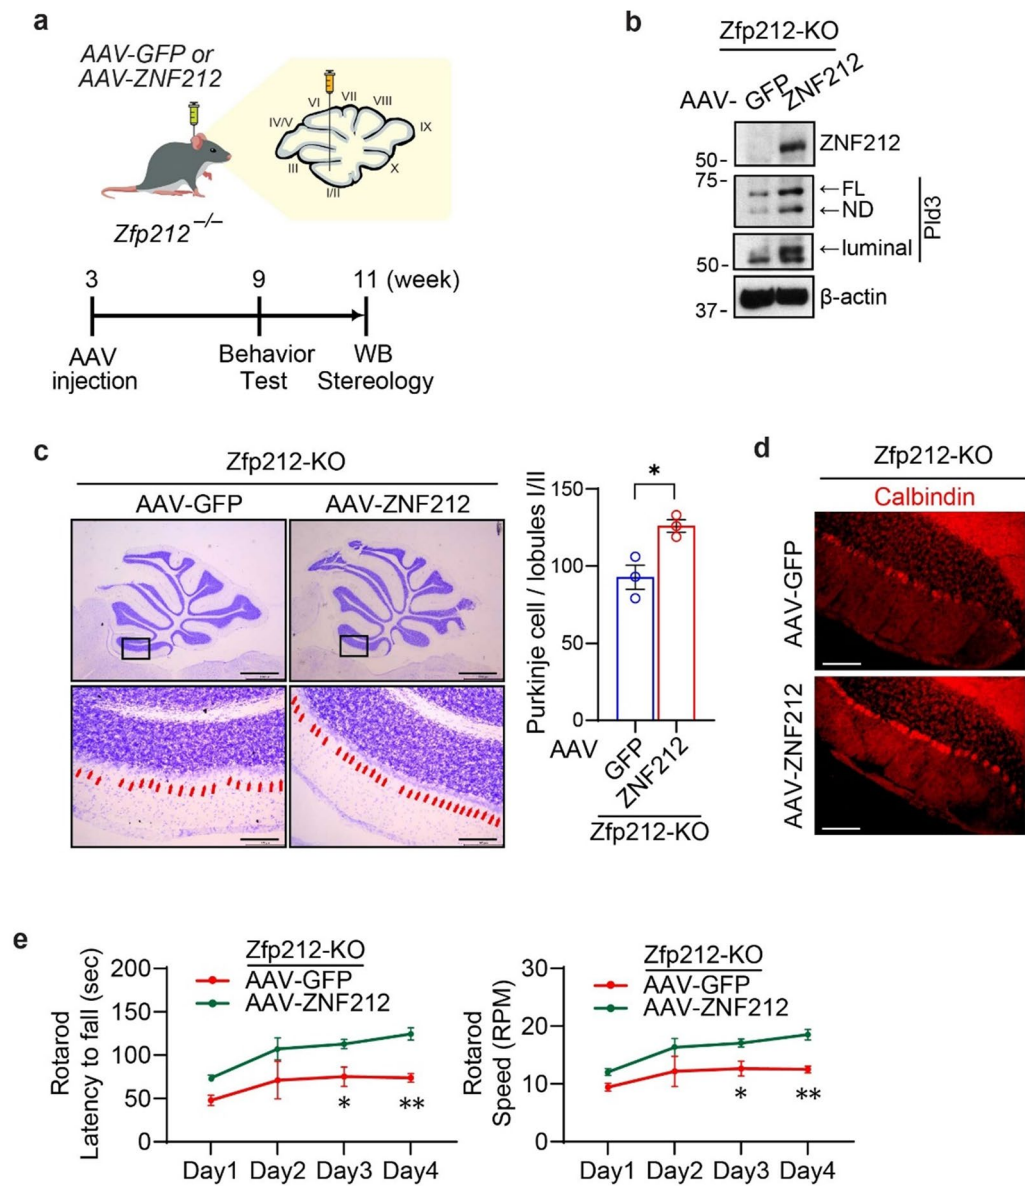 a
AAV-GFP or
AAV-ZNF212
VI
VII
VIII
IV/V
IX
III
X
I/II
Zfp212−/−
3
9
11 (week)
AAV
injection
Behavior
Test
WB
Stereology
b
Zfp212-KO
AAV-
GFP
ZNF212
ZNF212
50-
75-
←FL
←ND
←luminal
Pld3
50-
β-actin
37-
c
Zfp212-KO
AAV-GFP
AAV-ZNF212
Purkinje cell / lobules I/II
150
100
50
0
*
AAV
GFP
ZNF212
Zfp212-KO
d
Zfp212-KO
Calbindin
AAV-GFP
AAV-ZNF212
e
Rotarod
Latency to fall (sec)
200
150
100
50
0
Zfp212-KO
AAV-GFP
AAV-ZNF212
*
**
Day1 Day2 Day3 Day4
Rotarod
Speed (RPM)
30
20
10
0
Zfp212-KO
AAV-GFP
AAV-ZNF212
*
**
Day1 Day2 Day3 Day4